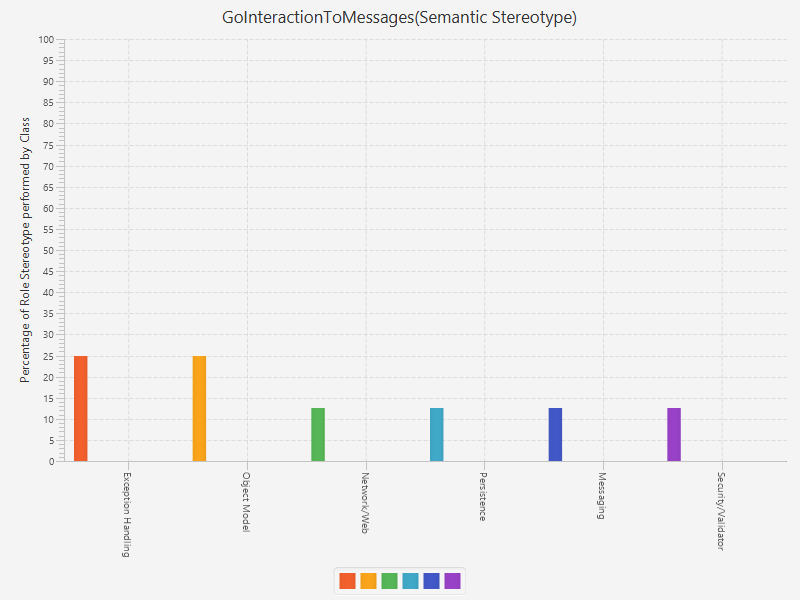 GoInteractionToMessages(Semantic Stereotype)
Percentage of Role Stereotype performed by Class
100
95
90
85
80
75
70
65
60
55
50
45
40
35
30
25
20
15
10
5
0
Exception Handling
Object Model
Network/Web
Persistence
Messaging
Security/Validator